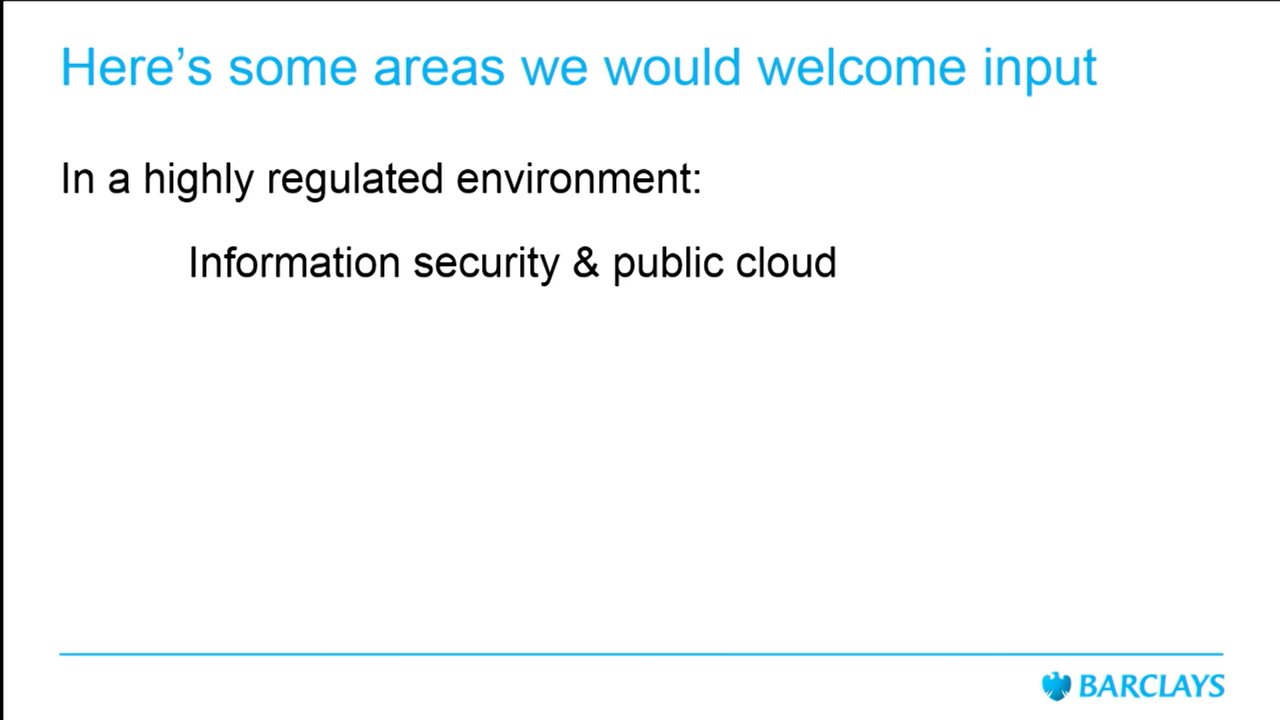 Here’s some areas we would welcome input
In a highly regulated environment:
Information security & public cloud
BARCLAYS